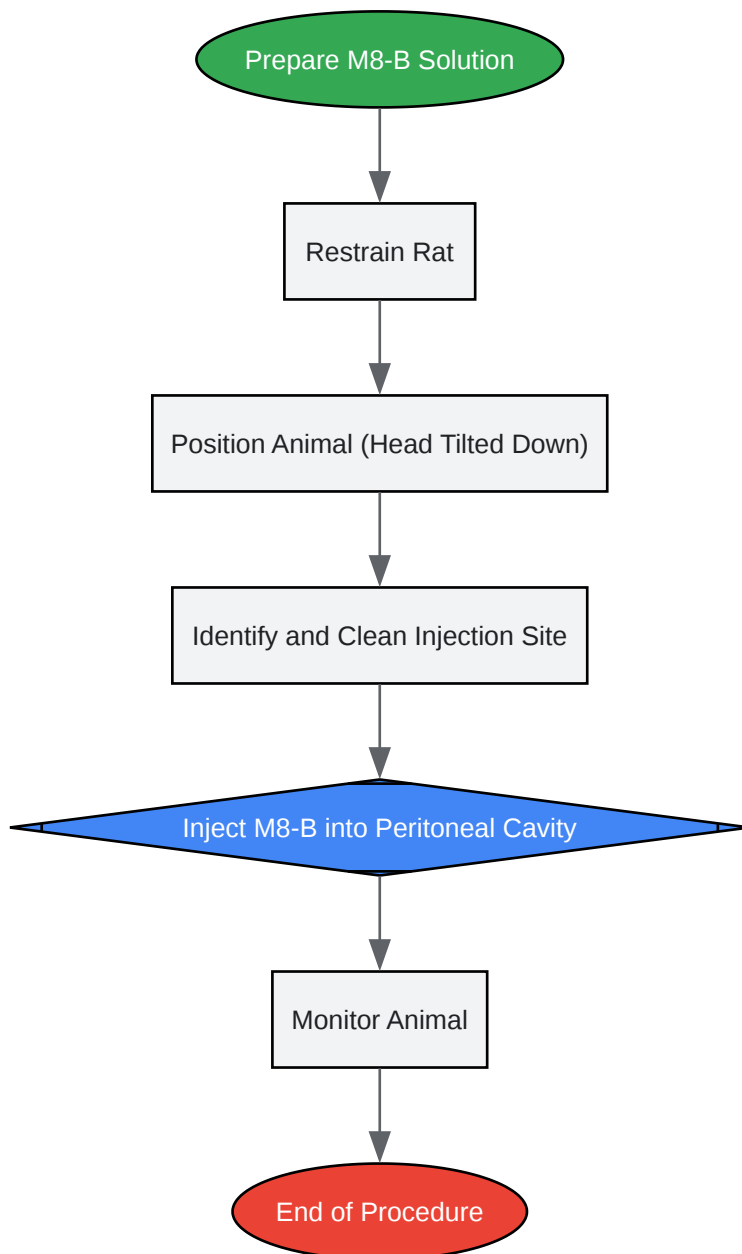 Prepare M8-B Solution
Restrain Rat
Position Animal (Head Tilted Down)
Identify and Clean Injection Site
Inject M8-B into Peritoneal Cavity
Monitor Animal
End of Procedure